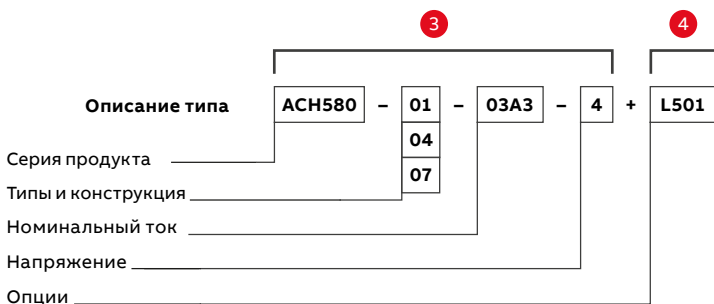 3 4
Описание типа ACH580 – 01 – 03A3 – 4 + L501
04
07
Серия продукта
Типы и конструкция
Номинальный ток
Напряжение
Опции